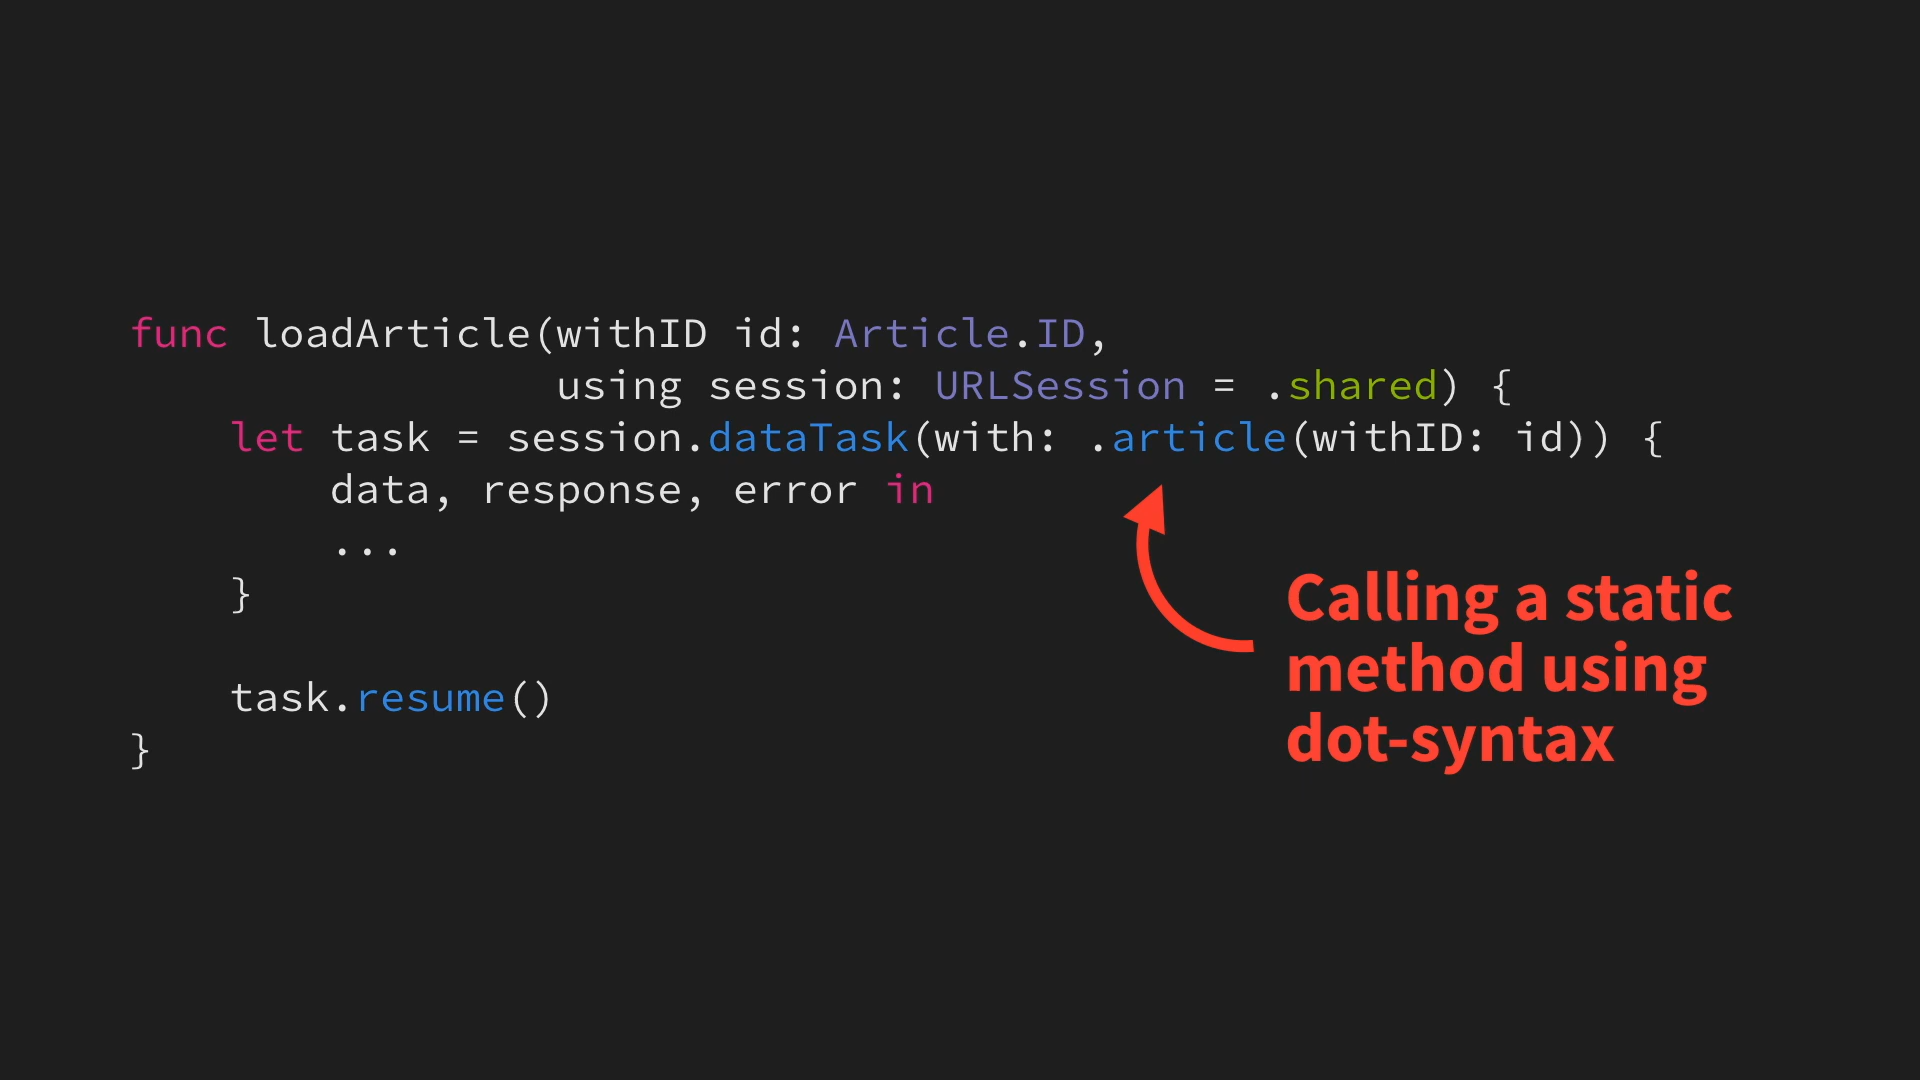 func loadArticle(withID id: Article.ID,
                 using session: URLSession = .shared) {
    let task = session.dataTask(with: .article(withID: id)) {
        data, response, error in
        ...
    }

    task.resume()
}
Calling a static
method using
dot-syntax